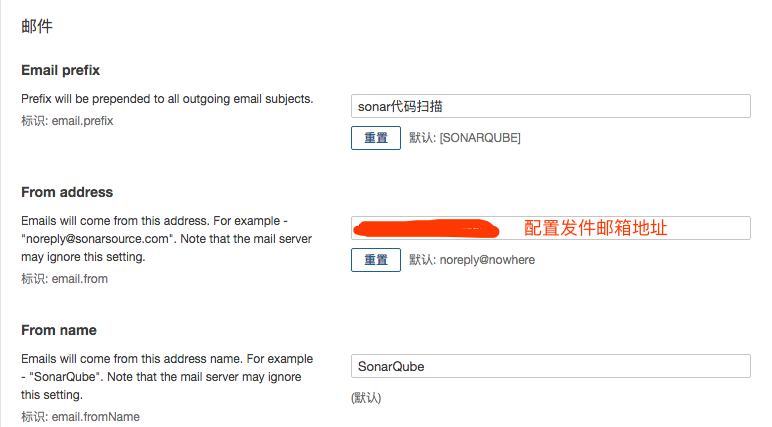 邮件
Email prefix
Prefix will be prepended to all outgoing email subjects.
标识: email.prefix
sonar代码扫描
重置 默认: [SONARQUBE]
From address
Emails will come from this address. For example -
"noreply@sonarsource.com". Note that the mail server
may ignore this setting.
标识: email.from
配置发件邮箱地址
重置 默认: noreply@nowhere
From name
Emails will come from this address name. For example
- "SonarQube". Note that the mail server may ignore
this setting.
标识: email.fromName
SonarQube
(默认)